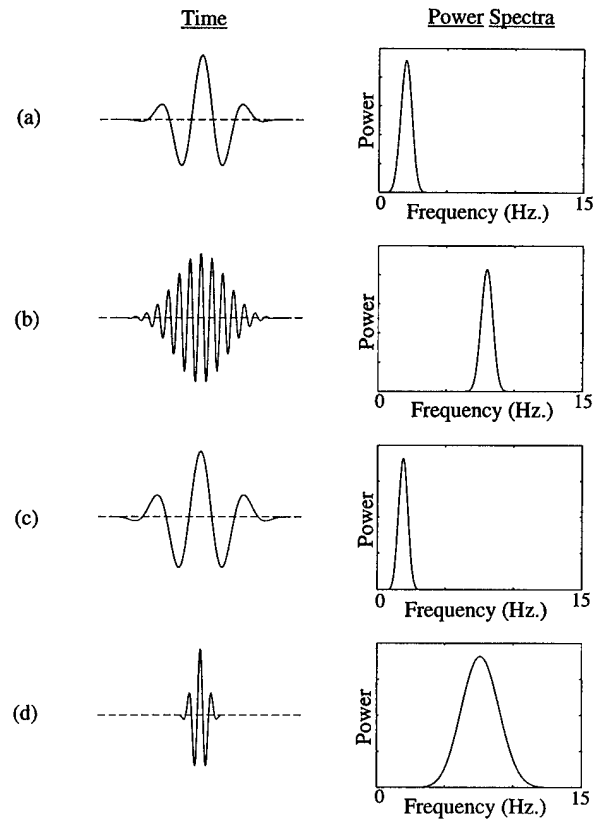 Time
Power Spectra
(a)
Power
0
15
Frequency (Hz.)
(b)
Power
0
15
Frequency (Hz.)
(c)
Power
0
15
Frequency (Hz.)
(d)
Power
0
15
Frequency (Hz.)